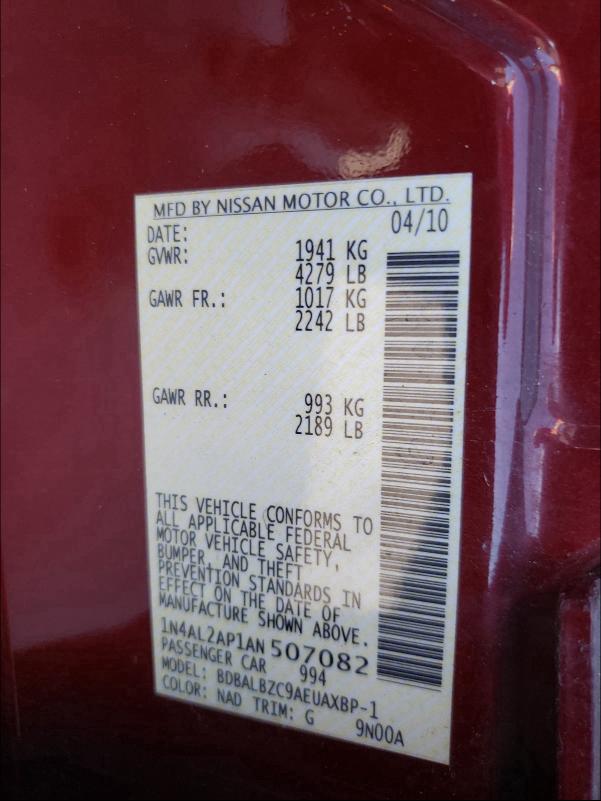 MFD BY NISSAN MOTOR CO., LTD.
DATE: 04/10
GVWR: 1941 KG
4279 LB
GAWR FR.: 1017 KG
2242 LB
GAWR RR.: 993 KG
2189 LB
THIS VEHICLE CONFORMS TO
ALL APPLICABLE FEDERAL
MOTOR VEHICLE SAFETY,
BUMPER, AND THEFT
PREVENTION STANDARDS IN
EFFECT ON THE DATE OF
MANUFACTURE SHOWN ABOVE.
1N4AL2AP1AN 507082
PASSENGER CAR 994
MODEL: BDBALBZC9AEUAXBP-1
COLOR: NAD TRIM: G 9N00A